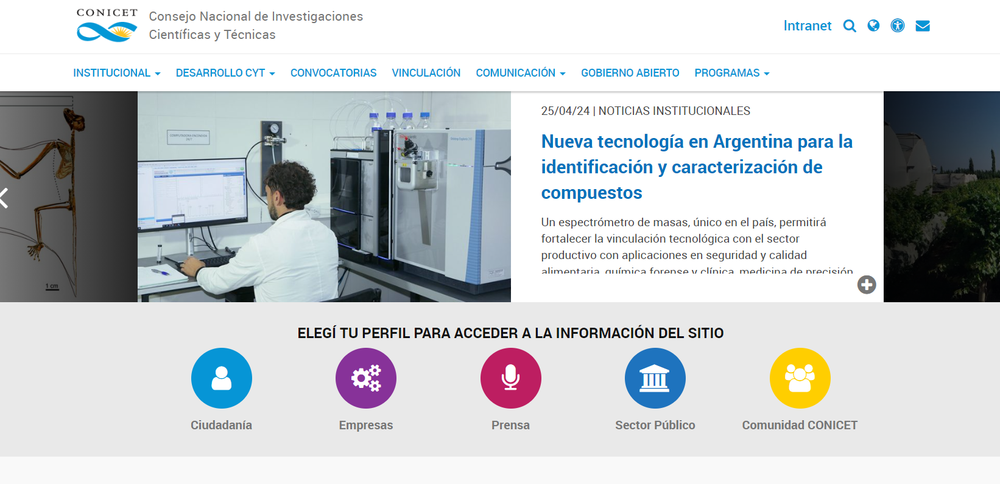 CONICET
Consejo Nacional de Investigaciones
Científicas y Técnicas
Intranet
INSTITUCIONAL
DESARROLLO CYT
CONVOCATORIAS
VINCULACIÓN
COMUNICACIÓN
GOBIERNO ABIERTO
PROGRAMAS
1 cm
COMPUTADORA ENCENDIDA
24/7
25/04/24 | NOTICIAS INSTITUCIONALES
Nueva tecnología en Argentina para la
identificación y caracterización de
compuestos
Un espectrómetro de masas, único en el país, permitirá
fortalecer la vinculación tecnológica con el sector
productivo con aplicaciones en seguridad y calidad
alimentaria, química forense y clínica, medicina de precisión
ELEGÍ TU PERFIL PARA ACCEDER A LA INFORMACIÓN DEL SITIO
Ciudadanía
Empresas
Prensa
Sector Público
Comunidad CONICET